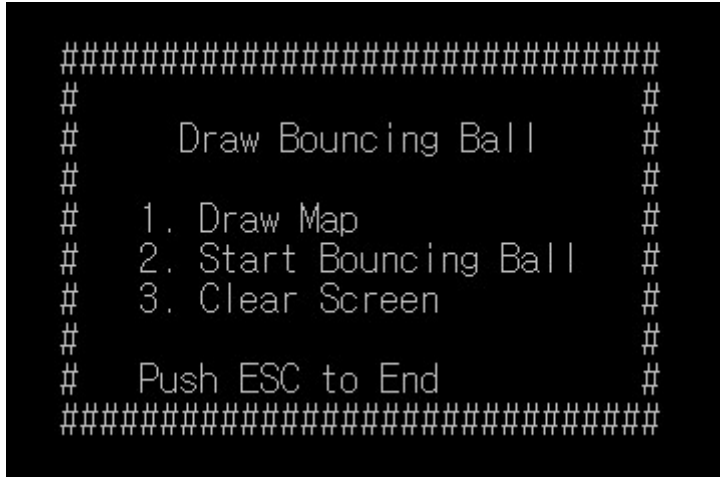 ##############################
#                            #
#     Draw Bouncing Ball     #
#                            #
#   1. Draw Map              #
#   2. Start Bouncing Ball   #
#   3. Clear Screen          #
#                            #
#   Push ESC to End          #
##############################